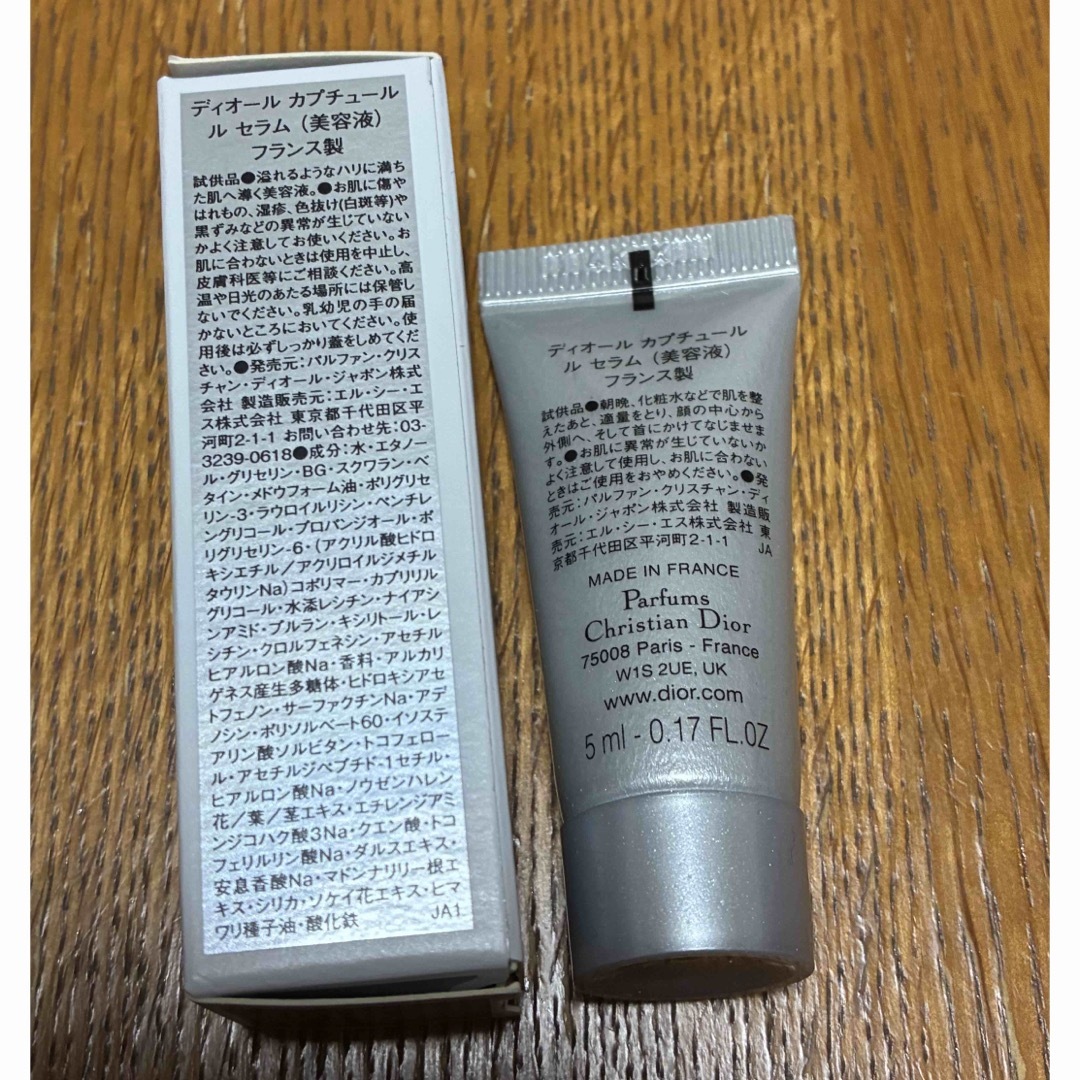 ディオール カプチュール
ル セラム（美容液）
フランス製
試供品●溢れるようなハリに満ち
た肌へ導く美容液。●お肌に傷や
はれもの、湿疹、色抜け(白斑等)や
黒ずみなどの異常が生じていない
かよく注意してお使いください。お
肌に合わないときは使用を中止し、
皮膚科医等にご相談ください。高
温や日光のあたる場所には保管し
ないでください。乳幼児の手の届
かないところにおいてください。使
用後は必ずしっかり蓋をしめてくだ
さい。●発売元：パルファン・クリス
チャン・ディオール・ジャポン株式
会社 製造販売元：エル・シー・エ
ス株式会社 東京都千代田区平
河町2-1-1 お問い合わせ先：03-
3239-0618●成分：水・エタノー
ル・グリセリン・BG・スクワラン・ベ
タイン・メドウフォーム油・ポリグリセ
リン-3・ラウロイルリシン・ペンチレ
ングリコール・プロパンジオール・ポ
リグリセリン-6・(アクリル酸ヒドロ
キシエチル／アクリロイルジメチル
タウリンNa)コポリマー・カプリリル
グリコール・水添レシチン・ナイアシ
ンアミド・プルラン・キシリトール・レ
シチン・クロルフェネシン・アセチル
ヒアルロン酸Na・香料・アルカリ
ゲネス産生多糖体・ヒドロキシアセ
トフェノン・サーファクチンNa・アデ
ノシン・ポリソルベート60・イソステ
アリン酸ソルビタン・トコフェロー
ル・アセチルジペプチド-1セチル・
ヒアルロン酸Na・ノウゼンハレン
花／葉／茎エキス・エチレンジアミ
ンジコハク酸3Na・クエン酸・トコ
フェリルリン酸Na・ダルスエキス・
安息香酸Na・マドンナリリー根エ
キス・シリカ・ソケイ花エキス・ヒマ
ワリ種子油・酸化鉄 JA1
ディオール カプチュール
ル セラム（美容液）
フランス製
試供品●朝晩、化粧水などで肌を整
えたあと、適量をとり、顔の中心から
外側へ、そして首にかけてなじませま
す。●お肌に異常が生じていないか
よく注意して使用し、お肌に合わない
ときはご使用をおやめください。●発
売元：パルファン・クリスチャン・ディ
オール・ジャポン株式会社 製造販
売元：エル・シー・エス株式会社 東
京都千代田区平河町2-1-1 JA
MADE IN FRANCE
Parfums
Christian Dior
75008 Paris - France
W1S 2UE, UK
www.dior.com
5 ml - 0.17 FL.OZ